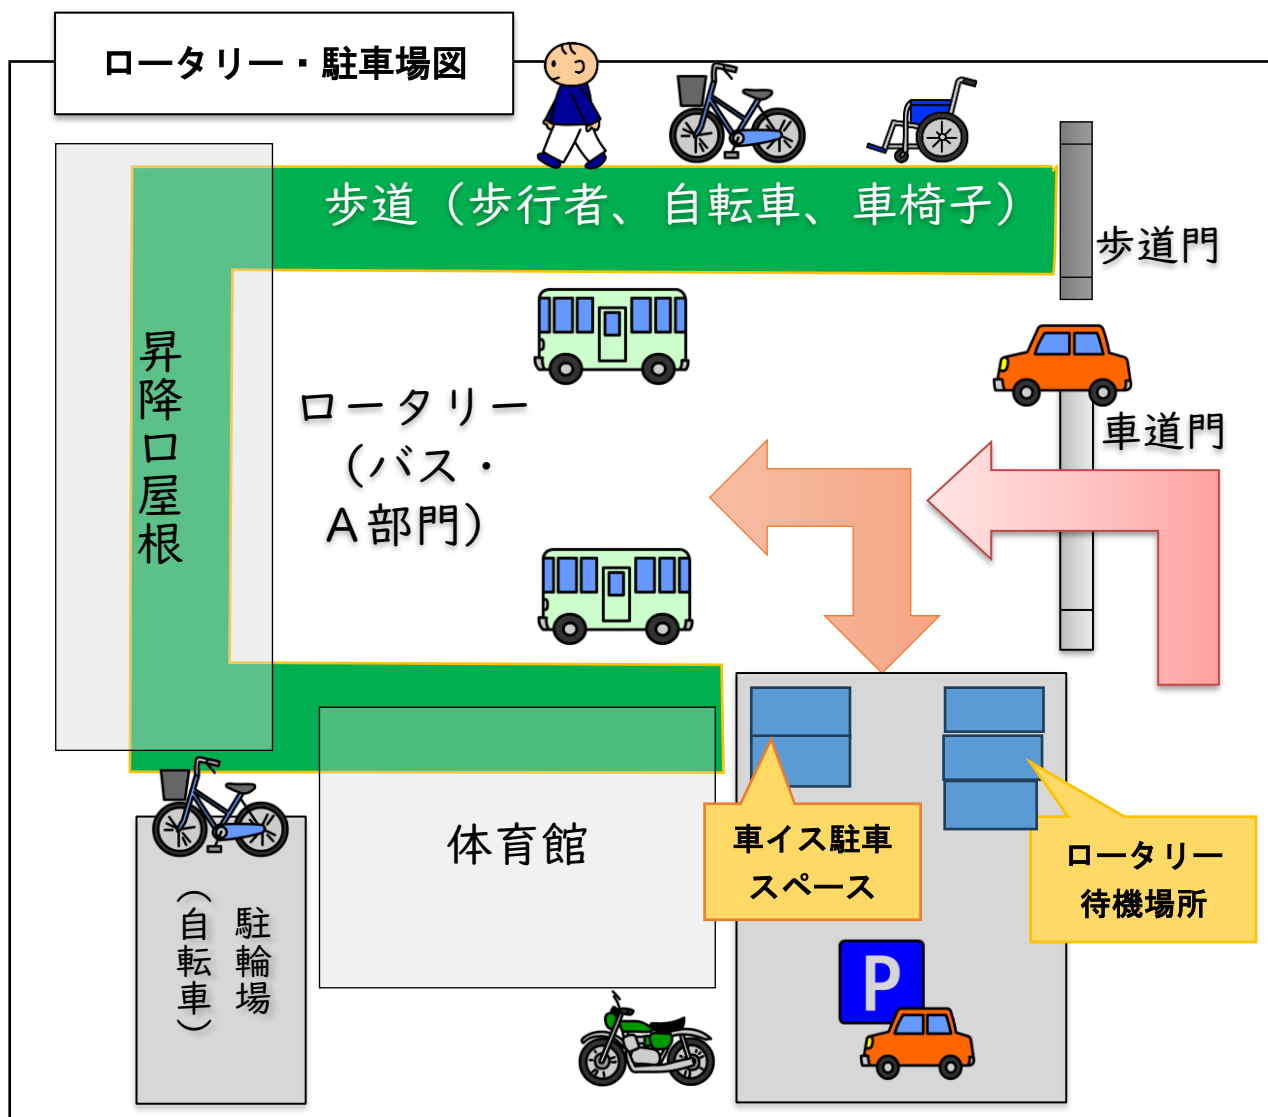 ロータリー・駐車場図
歩道（歩行者、自転車、車椅子）
歩道門
昇降口屋根
ロータリー
（バス・
Ａ部門）
車道門
車イス駐車
スペース
ロータリー
待機場所
体育館
駐輪場
（自転車）
P